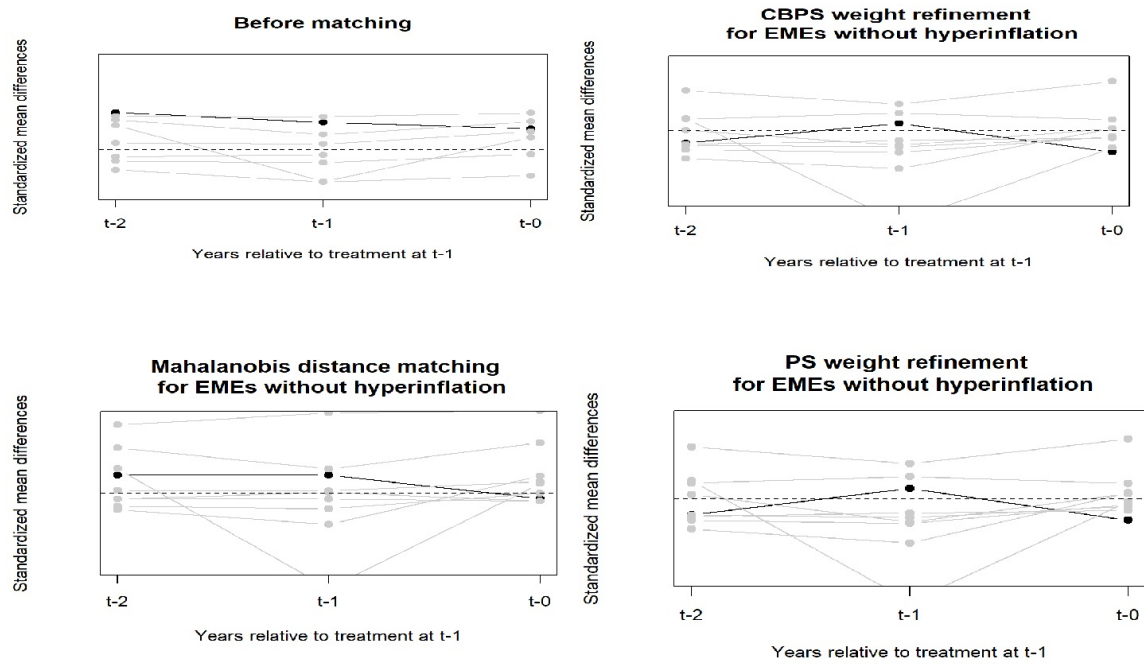 Before matching
Standardized mean differences
t-2
t-1
t-0
Years relative to treatment at t-1
CBPS weight refinement
for EMEs without hyperinflation
Standardized mean differences
t-2
t-1
t-0
Years relative to treatment at t-1
Mahalanobis distance matching
for EMEs without hyperinflation
Standardized mean differences
t-2
t-1
t-0
Years relative to treatment at t-1
PS weight refinement
for EMEs without hyperinflation
Standardized mean differences
t-2
t-1
t-0
Years relative to treatment at t-1